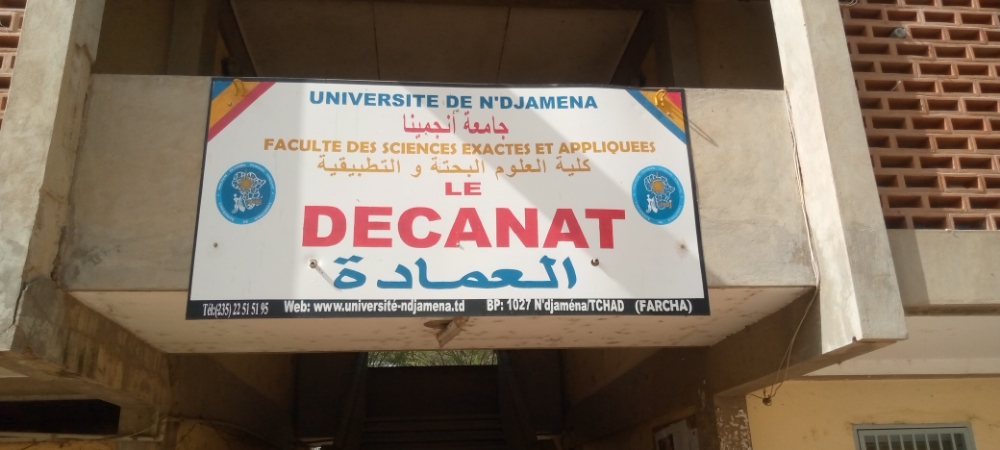 UNIVERSITE DE N'DJAMENA
جامعة أنجمينا
FACULTE DES SCIENCES EXACTES ET APPLIQUEES
كلية العلوم البحتة و التطبيقية
LE
DECANAT
العمادة
Tél:(235) 22 51 51 95 Web: www.université-ndjamena.td BP: 1027 N'djaména/TCHAD (FARCHA)